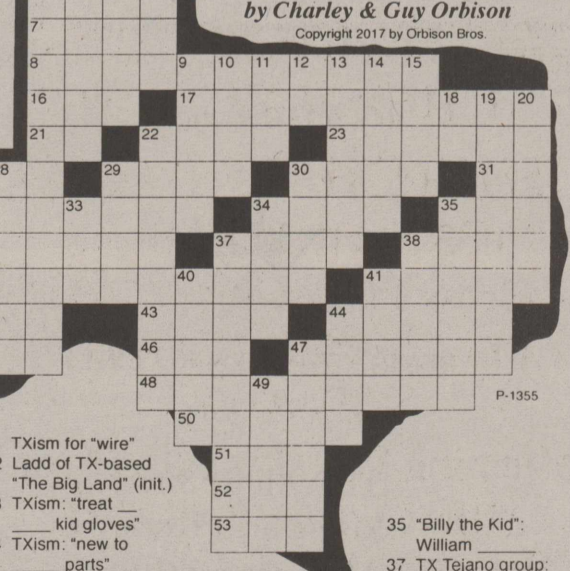 by Charley & Guy Orbison
Copyright 2017 by Orbison Bros.
7
8 9 10 11 12 13 14 15
16 17 18 19 20
21 22 23
8 29 30 31
33 34 35
37 38
40 41
43 44
46 47
48 49
P-1355
50
51
52
53
TXism for “wire”
2 Ladd of TX-based
“The Big Land” (init.)
TXism: “treat __
____ kid gloves”
TXism: “new to
_____ parts”
35 “Billy the Kid”:
William ______
37 TX Tejano group: